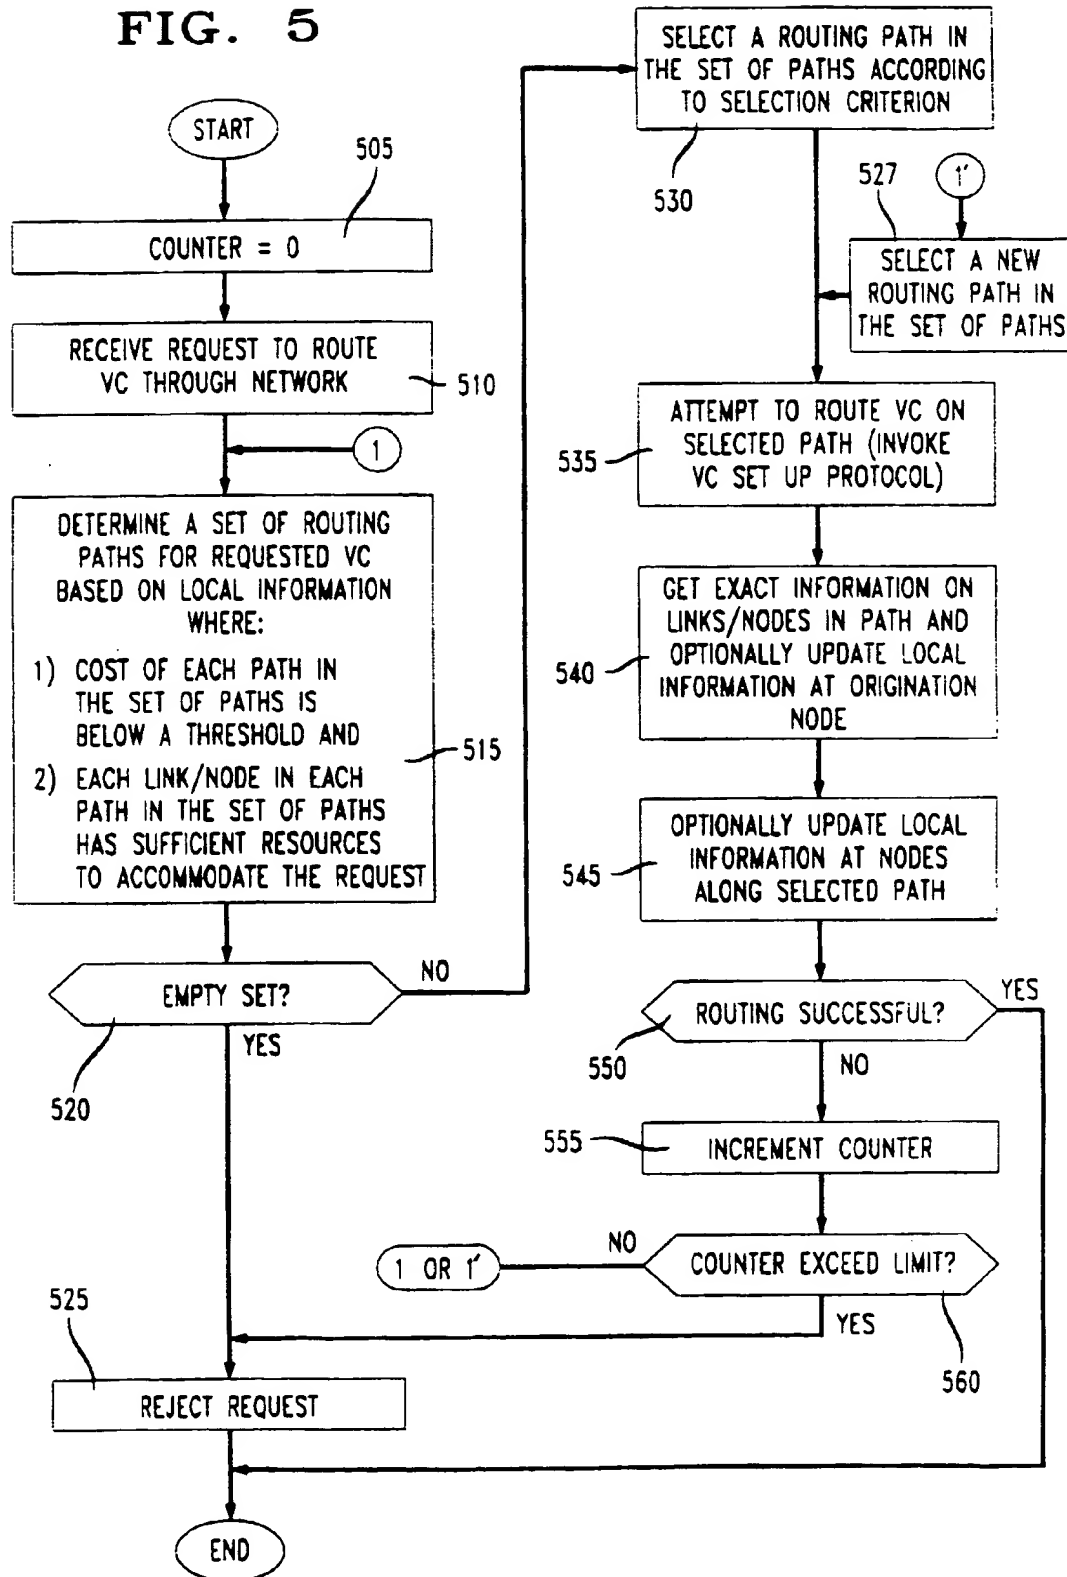 FIG. 5
START
505
COUNTER = 0
RECEIVE REQUEST TO ROUTE
VC THROUGH NETWORK
510
1
DETERMINE A SET OF ROUTING
PATHS FOR REQUESTED VC
BASED ON LOCAL INFORMATION
WHERE:
1) COST OF EACH PATH IN
THE SET OF PATHS IS
BELOW A THRESHOLD AND
2) EACH LINK/NODE IN EACH
PATH IN THE SET OF PATHS
HAS SUFFICIENT RESOURCES
TO ACCOMMODATE THE REQUEST
515
EMPTY SET?
NO
YES
520
525
REJECT REQUEST
END
SELECT A ROUTING PATH IN
THE SET OF PATHS ACCORDING
TO SELECTION CRITERION
530
527
1'
SELECT A NEW
ROUTING PATH IN
THE SET OF PATHS
ATTEMPT TO ROUTE VC ON
SELECTED PATH (INVOKE
VC SET UP PROTOCOL)
535
GET EXACT INFORMATION ON
LINKS/NODES IN PATH AND
OPTIONALLY UPDATE LOCAL
INFORMATION AT ORIGINATION
NODE
540
OPTIONALLY UPDATE LOCAL
INFORMATION AT NODES
ALONG SELECTED PATH
545
ROUTING SUCCESSFUL?
YES
550
NO
555
INCREMENT COUNTER
NO
1 OR 1'
COUNTER EXCEED LIMIT?
YES
560